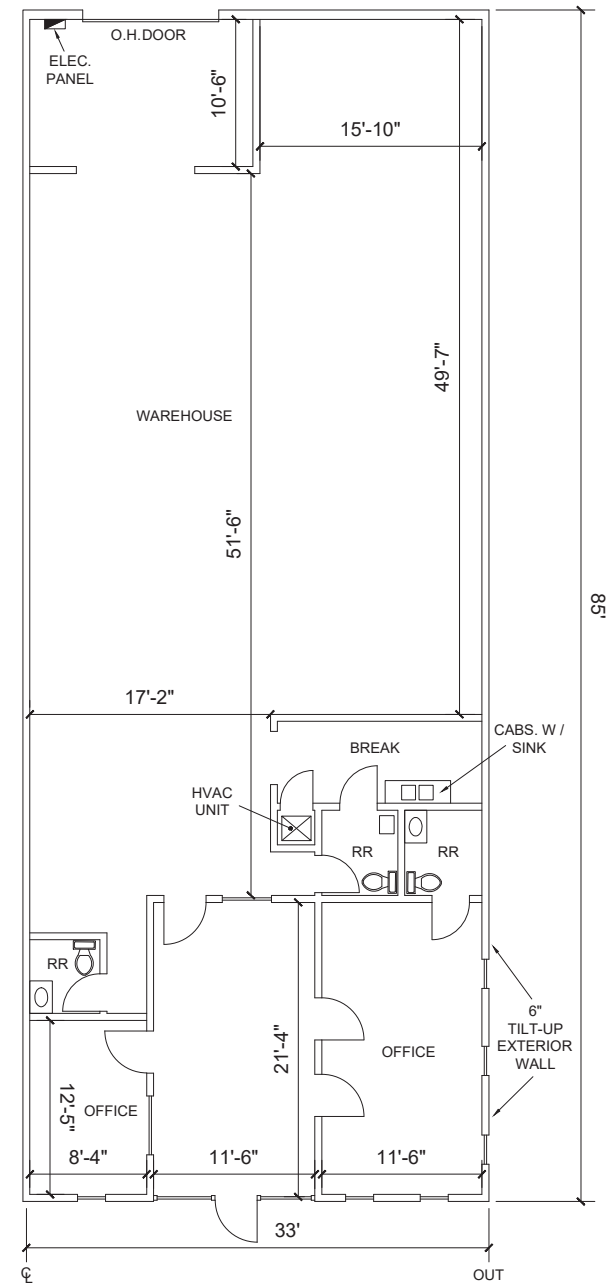 O.H.DOOR
ELEC.
PANEL
10'-6"
15'-10"
49'-7"
WAREHOUSE
51'-6"
85'
17'-2"
BREAK
CABS. W /
SINK
HVAC
UNIT
RR
RR
RR
6"
TILT-UP
EXTERIOR
WALL
21'-4"
OFFICE
12'-5"
OFFICE
8'-4"
11'-6"
11'-6"
33'
℄
OUT